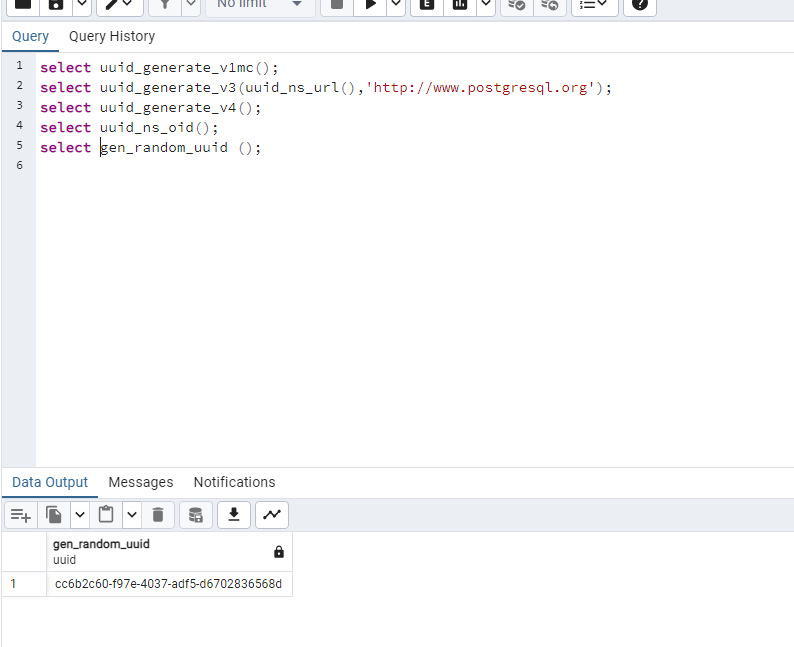 No limit
E
Query Query History
1 select uuid_generate_v1mc();
2 select uuid_generate_v3(uuid_ns_url(),'http://www.postgresql.org');
3 select uuid_generate_v4();
4 select uuid_ns_oid();
5 select gen_random_uuid ();
6
Data Output Messages Notifications
gen_random_uuid
uuid
1 cc6b2c60-f97e-4037-adf5-d6702836568d